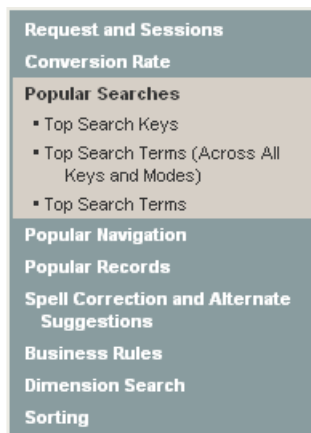 Request and Sessions
Conversion Rate
Popular Searches
▪ Top Search Keys
▪ Top Search Terms (Across All
Keys and Modes)
▪ Top Search Terms
Popular Navigation
Popular Records
Spell Correction and Alternate
Suggestions
Business Rules
Dimension Search
Sorting